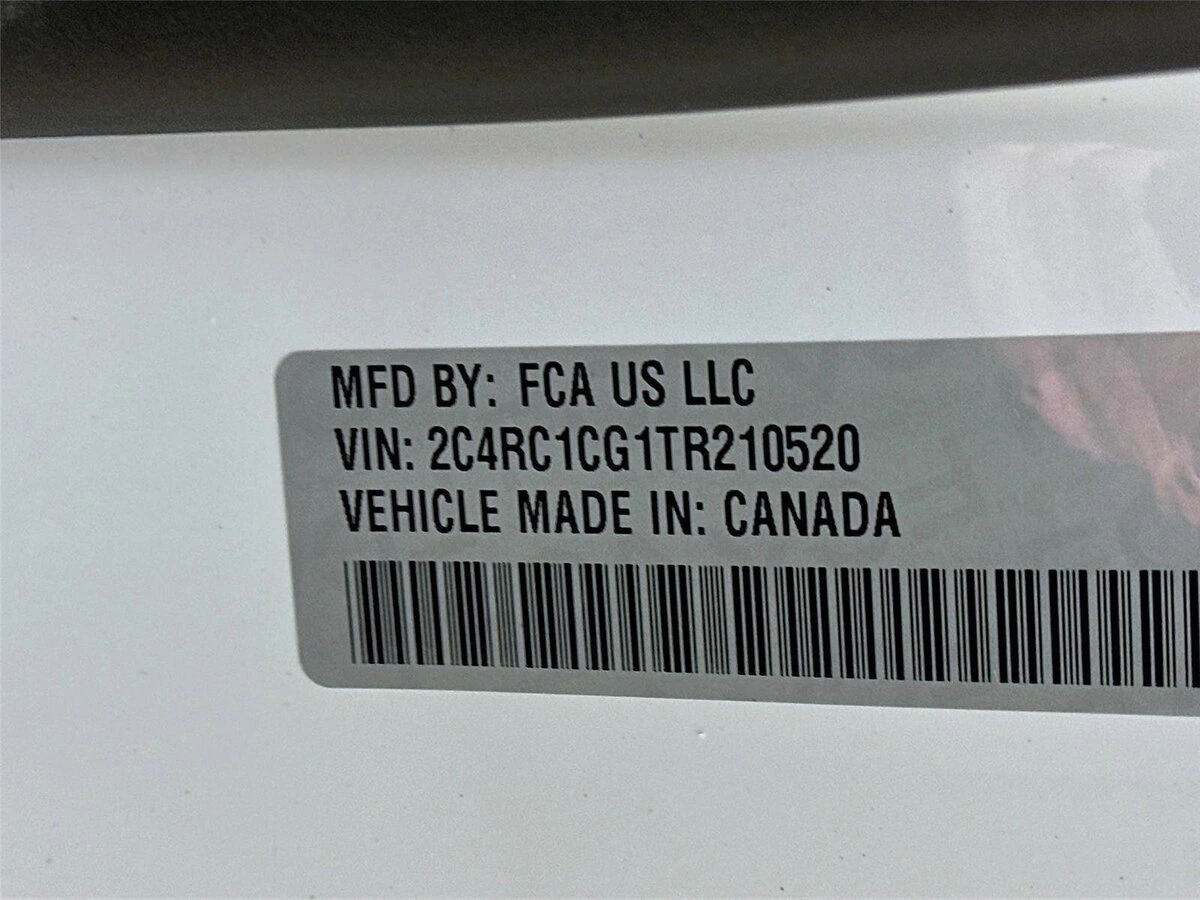 MFD BY: FCA US LLC
VIN: 2C4RC1CG1TR210520
VEHICLE MADE IN: CANADA